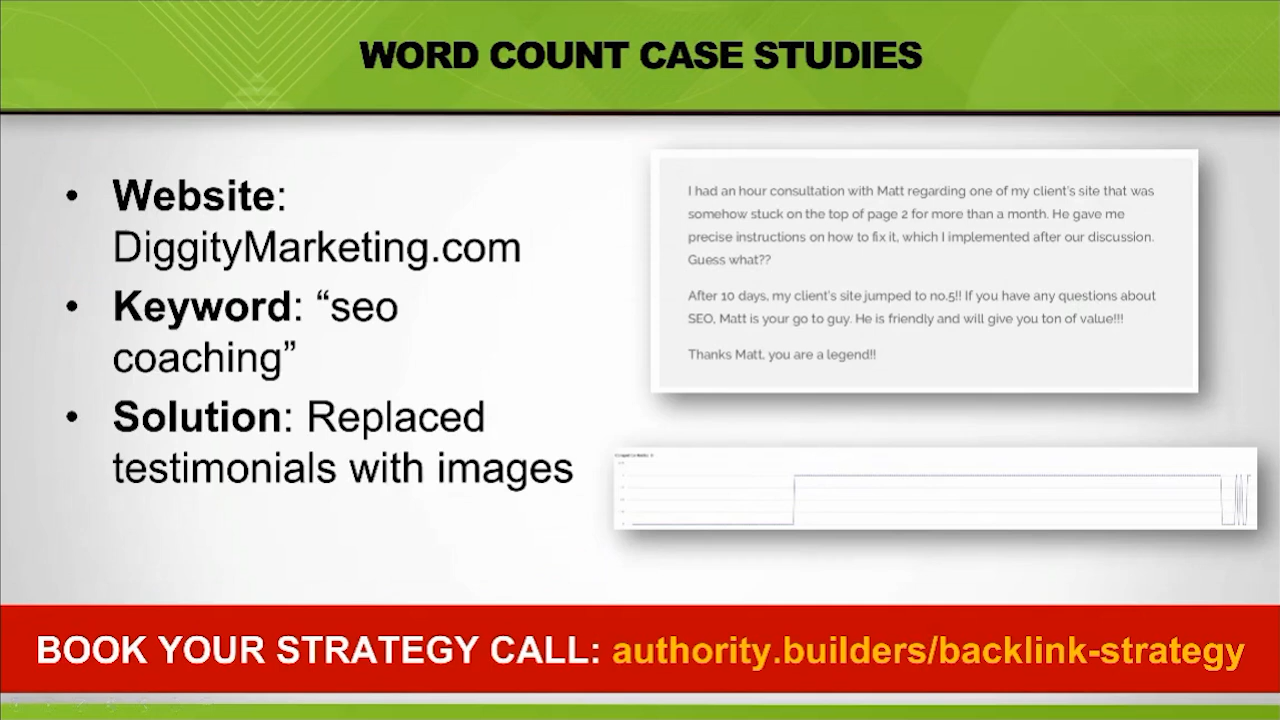 WORD COUNT CASE STUDIES
• Website:
DiggityMarketing.com
• Keyword: “seo
coaching”
• Solution: Replaced
testimonials with images
I had an hour consultation with Matt regarding one of my client's site that was
somehow stuck on the top of page 2 for more than a month. He gave me
precise instructions on how to fix it, which I implemented after our discussion.
Guess what??
After 10 days, my client's site jumped to no.5!! If you have any questions about
SEO, Matt is your go to guy. He is friendly and will give you ton of value!!!
Thanks Matt, you are a legend!!
BOOK YOUR STRATEGY CALL: authority.builders/backlink-strategy